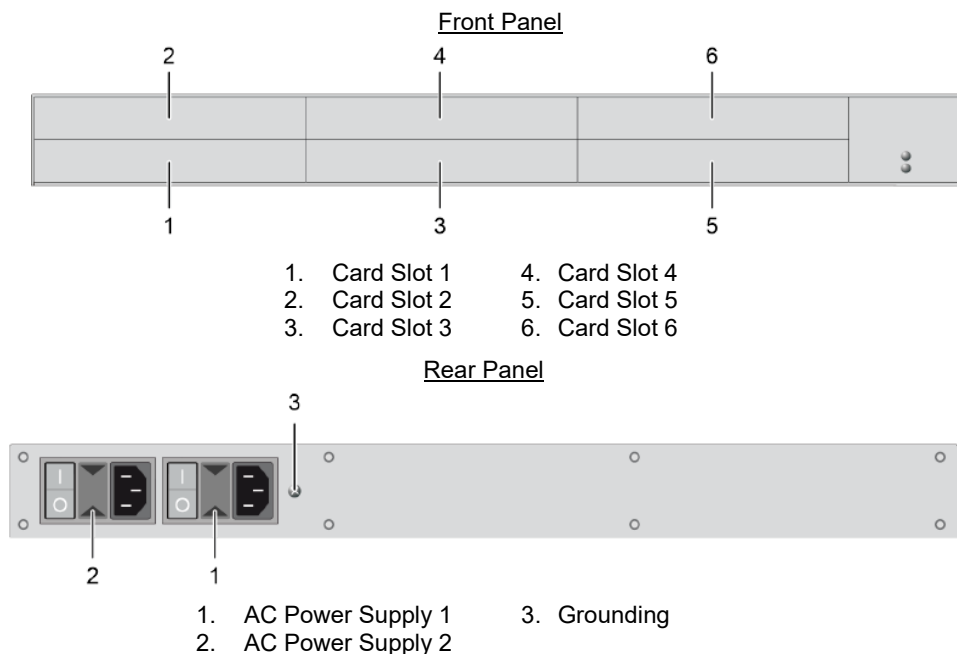 Front Panel
2 4 6
1 3 5
1. Card Slot 1 4. Card Slot 4
2. Card Slot 2 5. Card Slot 5
3. Card Slot 3 6. Card Slot 6
Rear Panel
3
I I
O O
2 1
1. AC Power Supply 1 3. Grounding
2. AC Power Supply 2